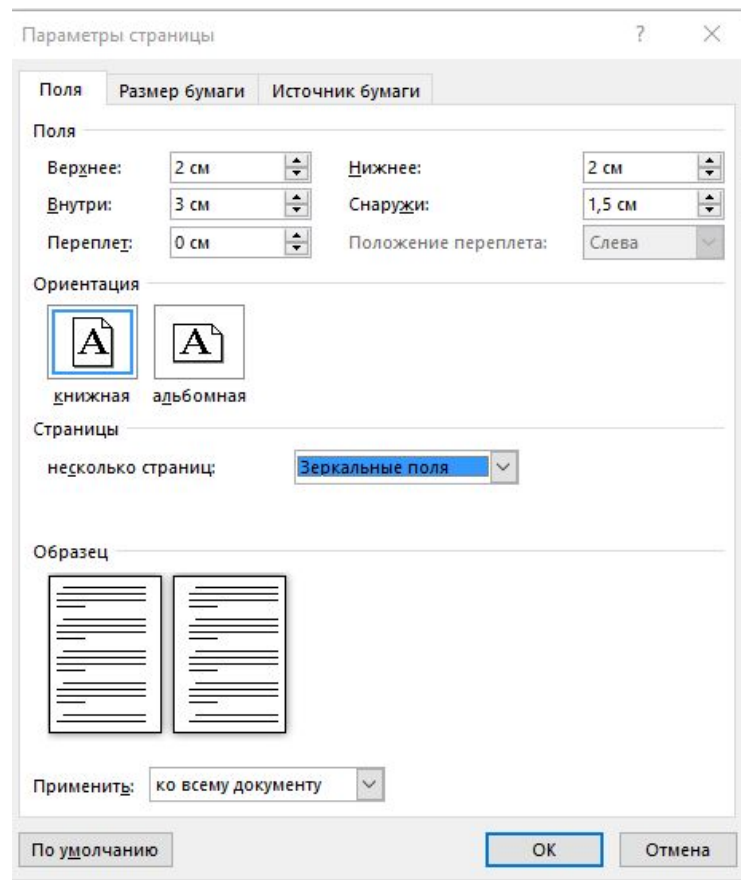 Параметры страницы ?
Поля Размер бумаги Источник бумаги
Поля
Верхнее: 2 см Нижнее: 2 см
Внутри: 3 см Снаружи: 1,5 см
Переплет: 0 см Положение переплета: Слева
Ориентация
A A
книжная альбомная
Страницы
несколько страниц: Зеркальные поля
Образец
Применить: ко всему документу
По умолчанию ОК Отмена